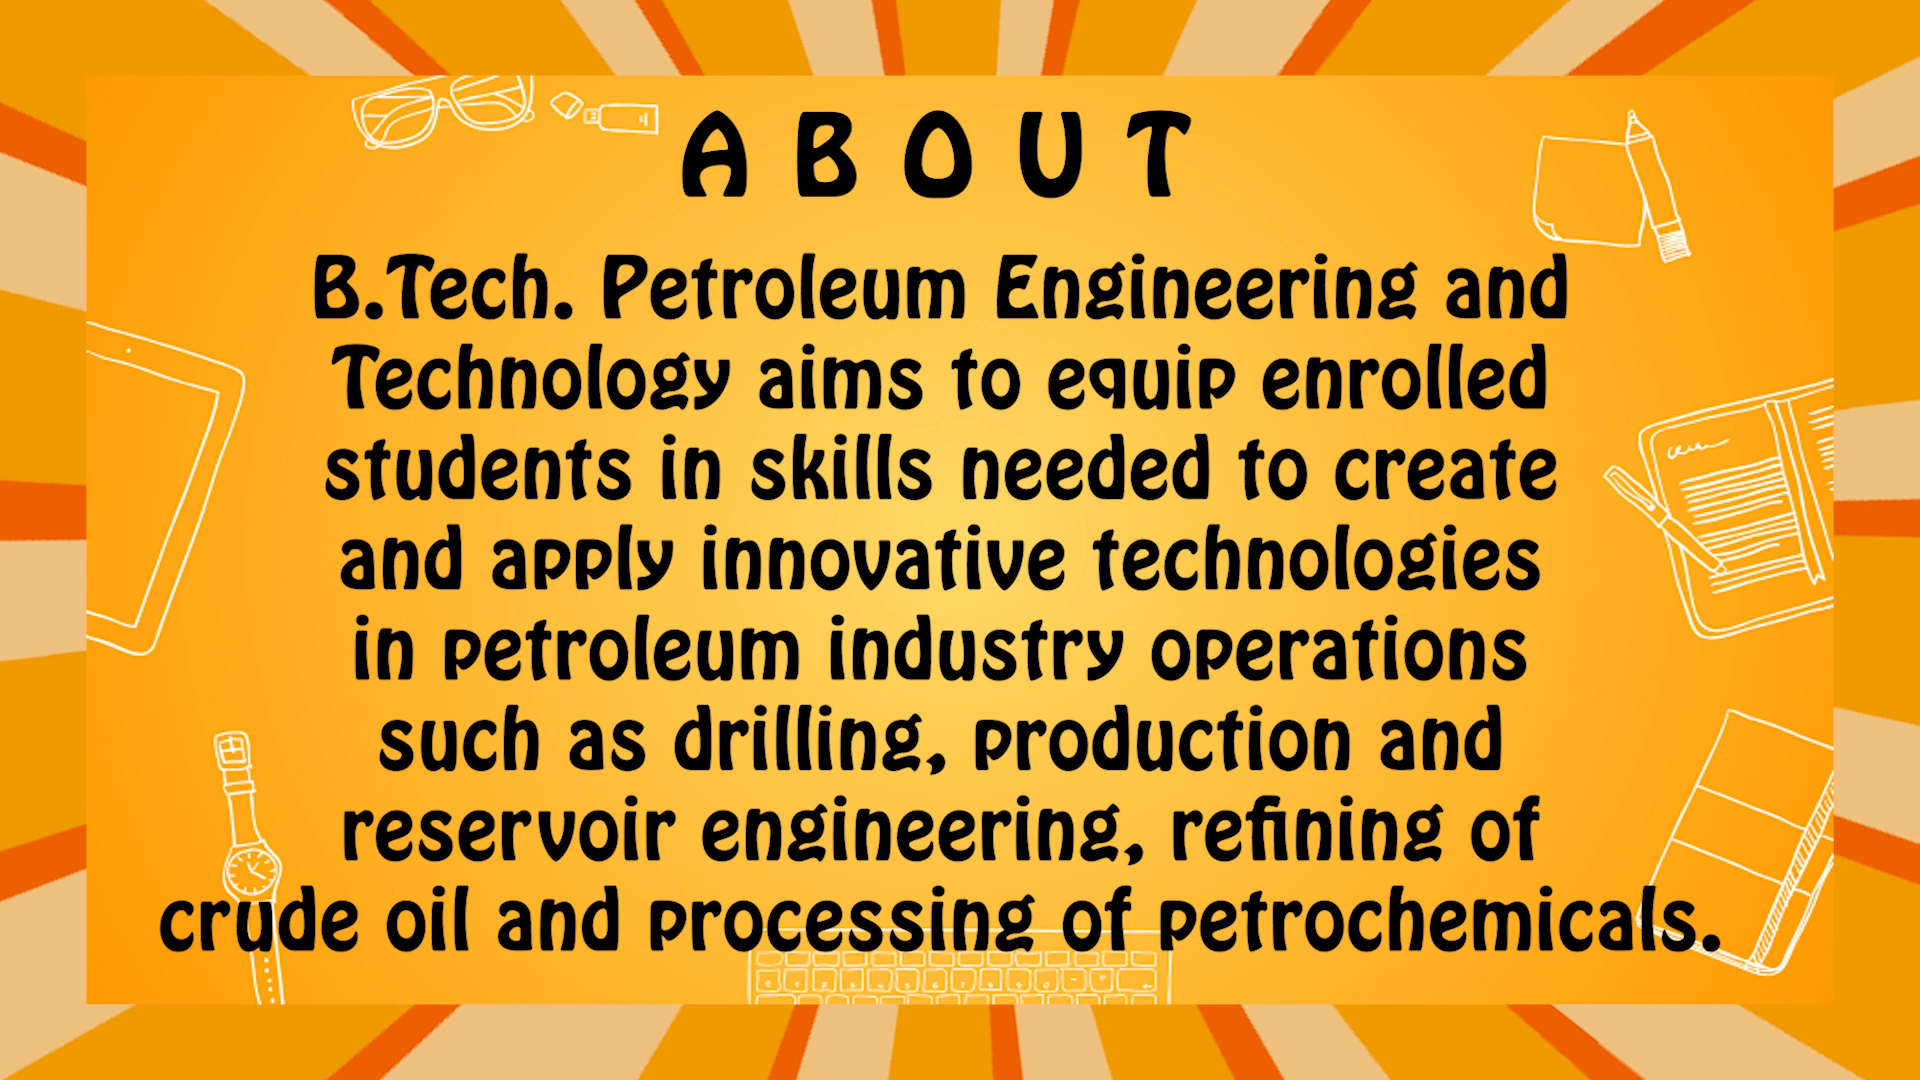 ABOUT
B.Tech. Petroleum Engineering and
Technology aims to equip enrolled
students in skills needed to create
and apply innovative technologies
in petroleum industry operations
such as drilling, production and
reservoir engineering, refining of
crude oil and processing of petrochemicals.